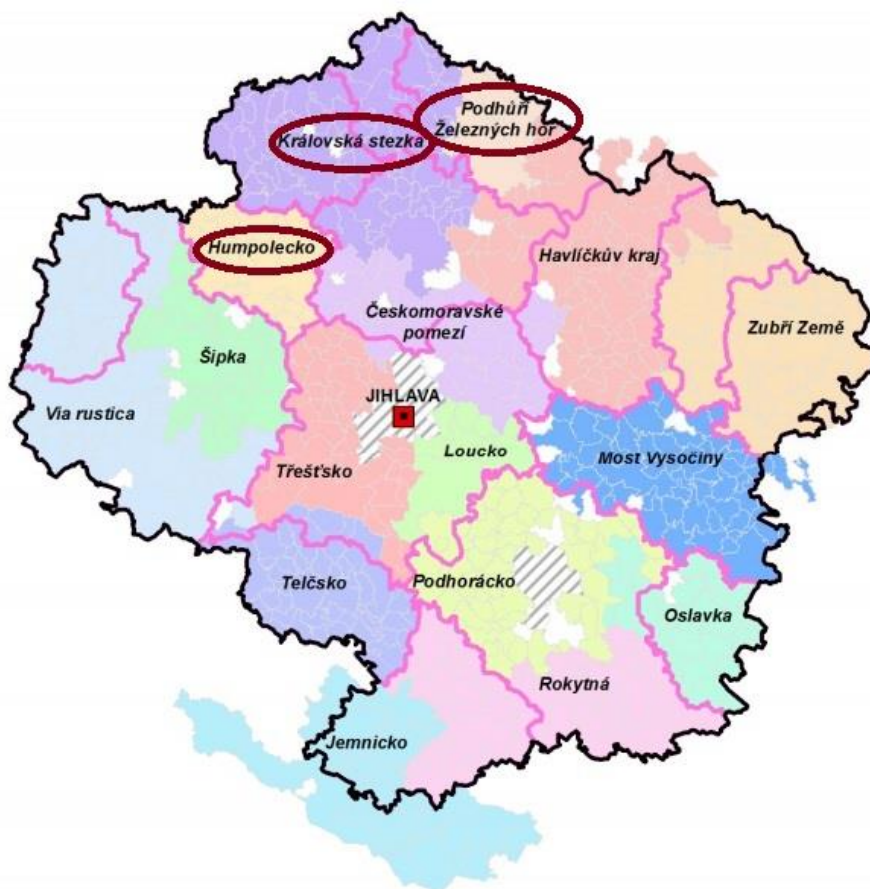 Podhůří
Železných hor
Královská stezka
Humpolecko
Havlíčkův kraj
Českomoravské
pomezí
Zubří Země
Šipka
JIHLAVA
Via rustica
Loucko
Most Vysočiny
Třešťsko
Telčsko
Podhorácko
Oslavka
Rokytná
Jemnicko